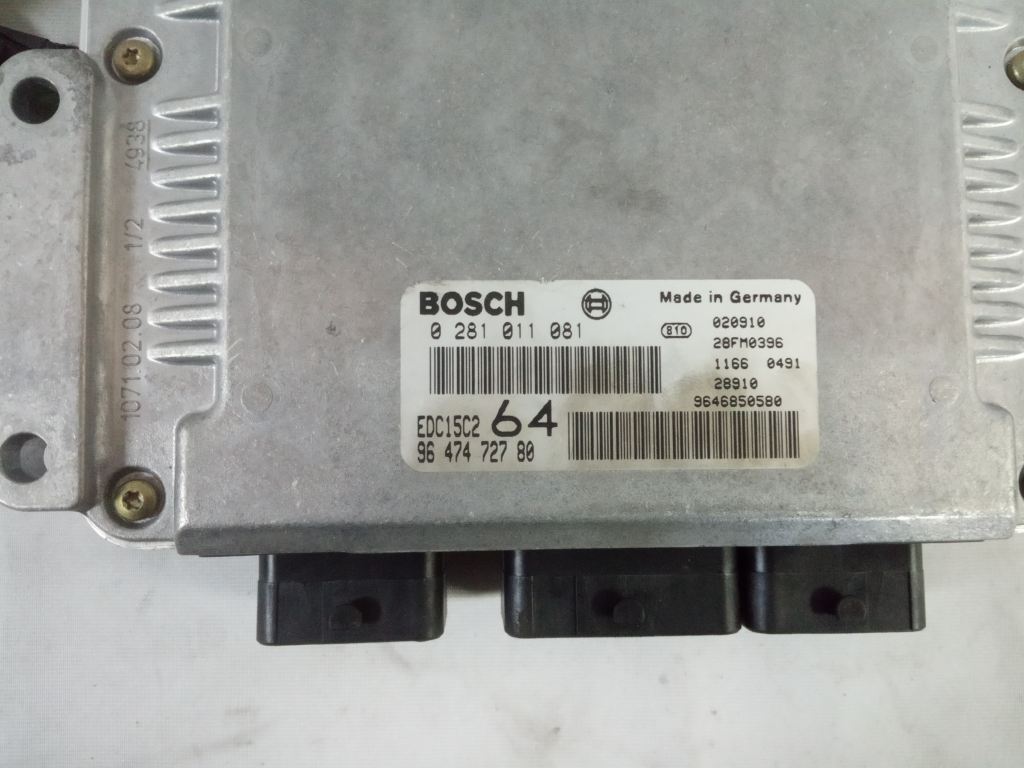 1071.02.08 1/2 4938
BOSCH
Made in Germany
0 281 011 081
810
020910
28FM0396
1166 0491
28910
9646850580
EDC15C2 64
96 474 727 80